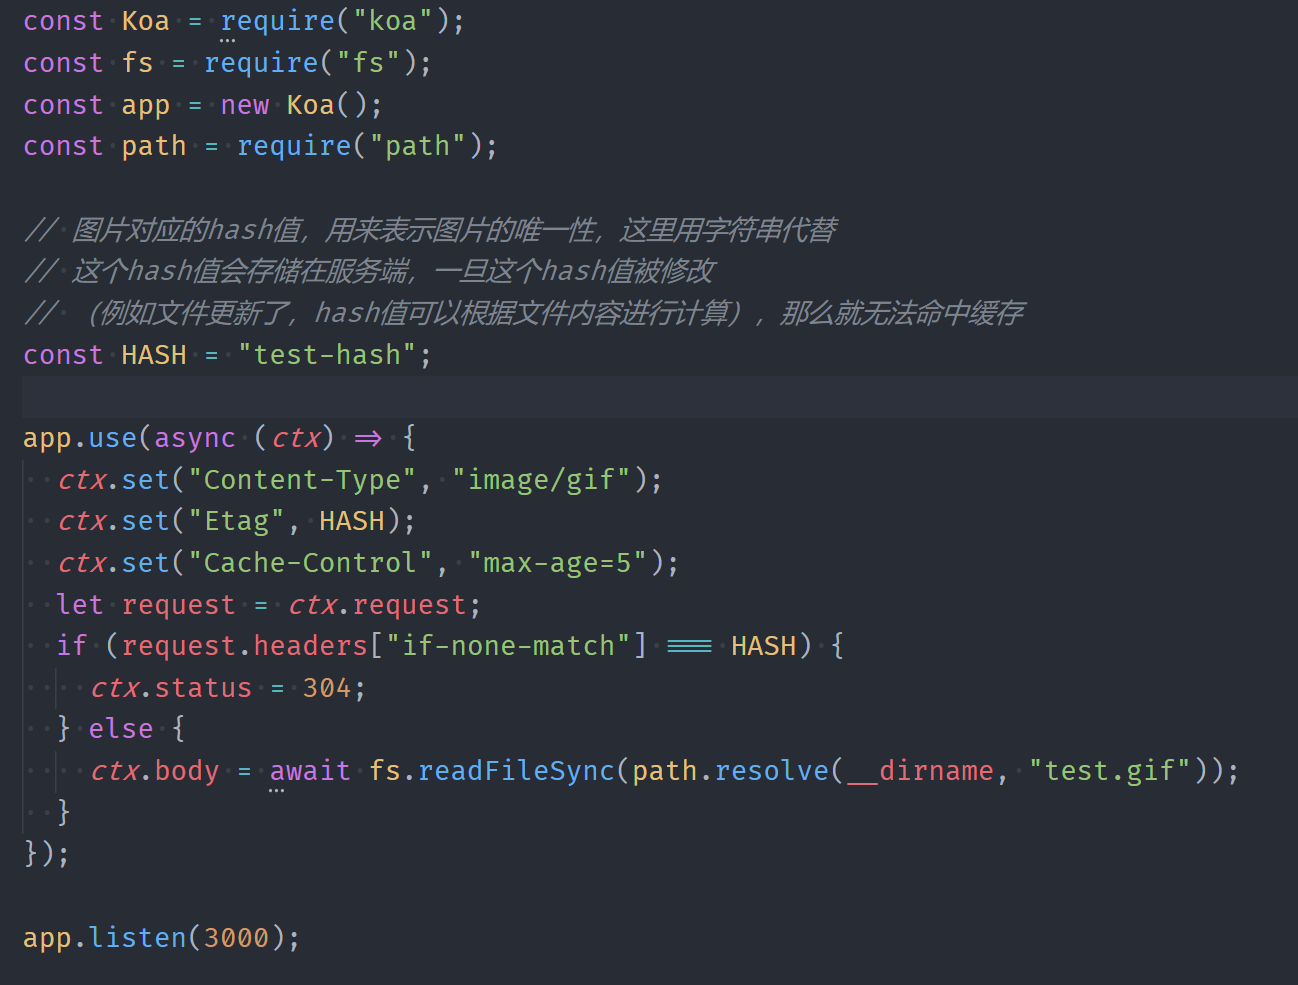 const Koa = require("koa");
const fs = require("fs");
const app = new Koa();
const path = require("path");

// 图片对应的hash值，用来表示图片的唯一性，这里用字符串代替
// 这个hash值会存储在服务端，一旦这个hash值被修改
// （例如文件更新了，hash值可以根据文件内容进行计算），那么就无法命中缓存
const HASH = "test-hash";

app.use(async (ctx) => {
  ctx.set("Content-Type", "image/gif");
  ctx.set("Etag", HASH);
  ctx.set("Cache-Control", "max-age=5");
  let request = ctx.request;
  if (request.headers["if-none-match"] === HASH) {
    ctx.status = 304;
  } else {
    ctx.body = await fs.readFileSync(path.resolve(__dirname, "test.gif"));
  }
});

app.listen(3000);